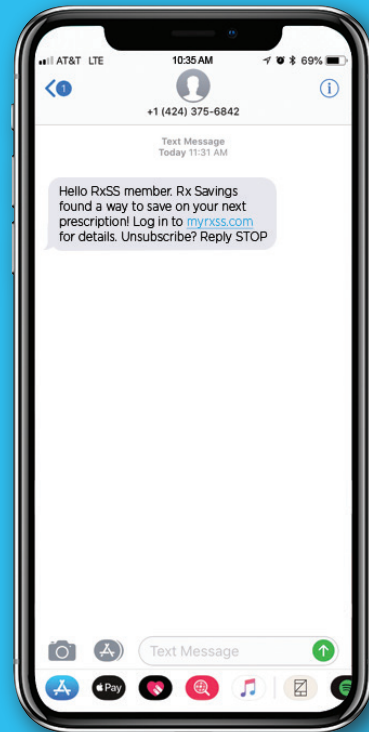 AT&T LTE
10:35 AM
69%
1
+1 (424) 375-6842
Text Message
Today 11:31 AM
Hello RxSS member. Rx Savings
found a way to save on your next
prescription! Log in to myrxss.com
for details. Unsubscribe? Reply STOP
Text Message
Pay